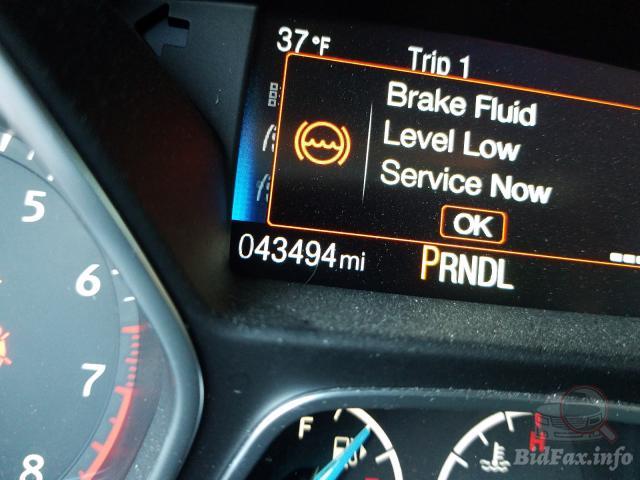 37°F
Trip 1
Brake Fluid
Level Low
Service Now
OK
043494mi
PRNDL
5
6
7
8
F
H
BidFax.info